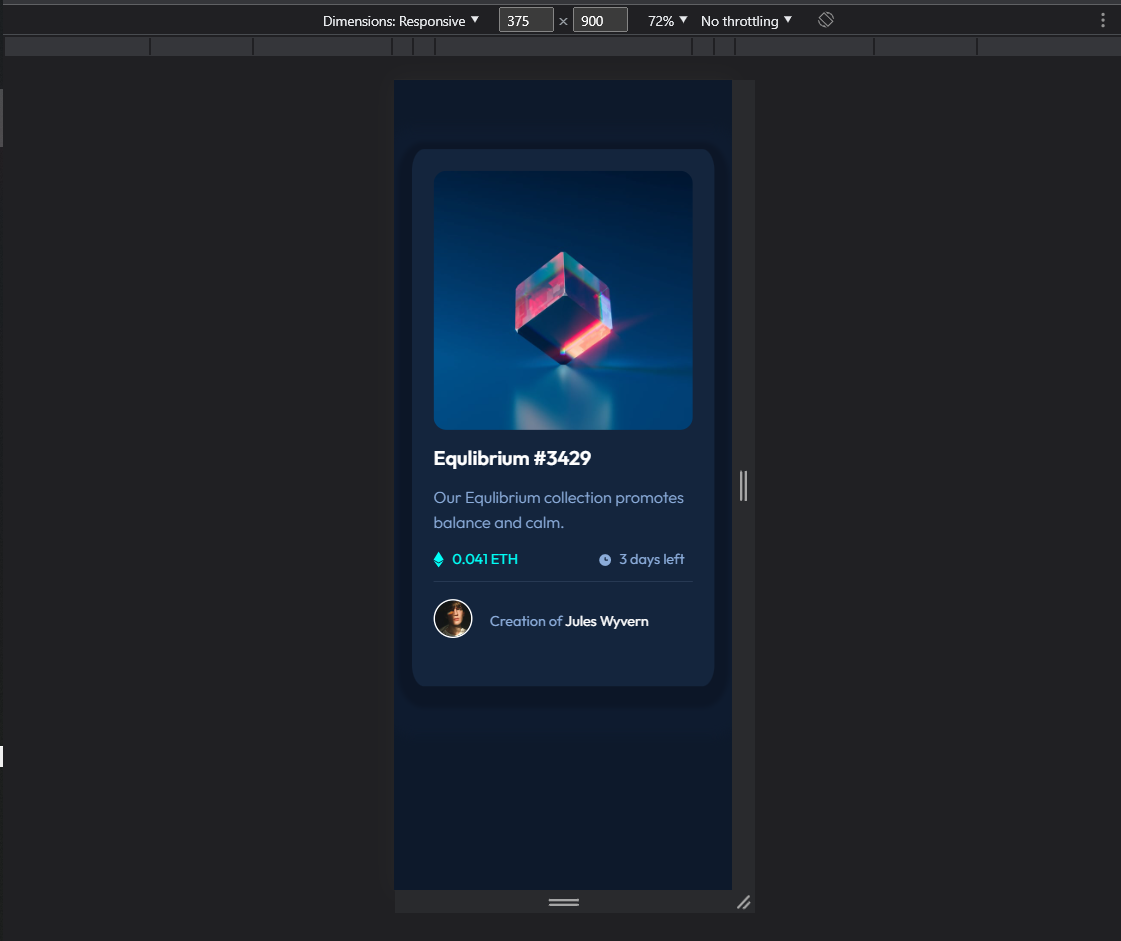 Dimensions: Responsive ▼ 375 × 900 72% ▼ No throttling ▼
Equlibrium #3429
Our Equlibrium collection promotes
balance and calm.
0.041 ETH 3 days left
Creation of Jules Wyvern